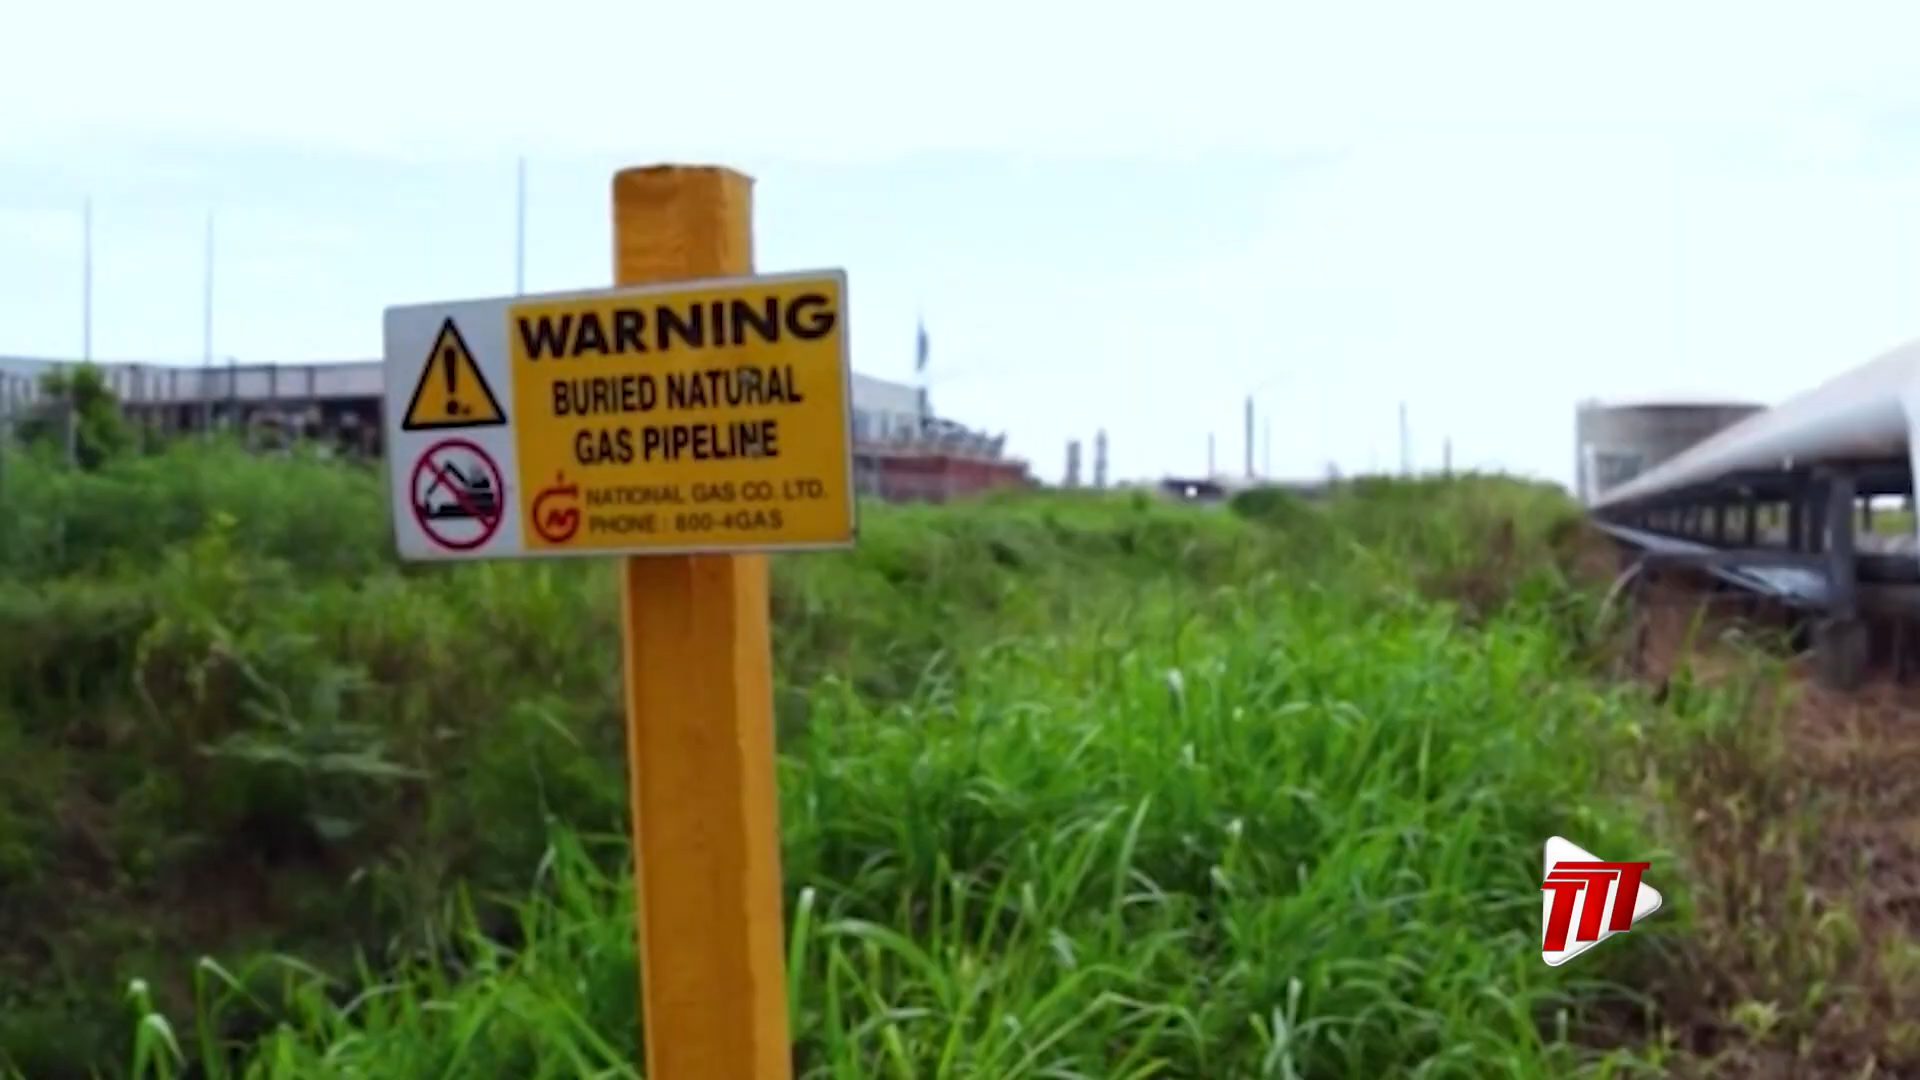 WARNING
BURIED NATURAL
GAS PIPELINE
NATIONAL GAS CO. LTD.
PHONE: 800-4GAS
TTT